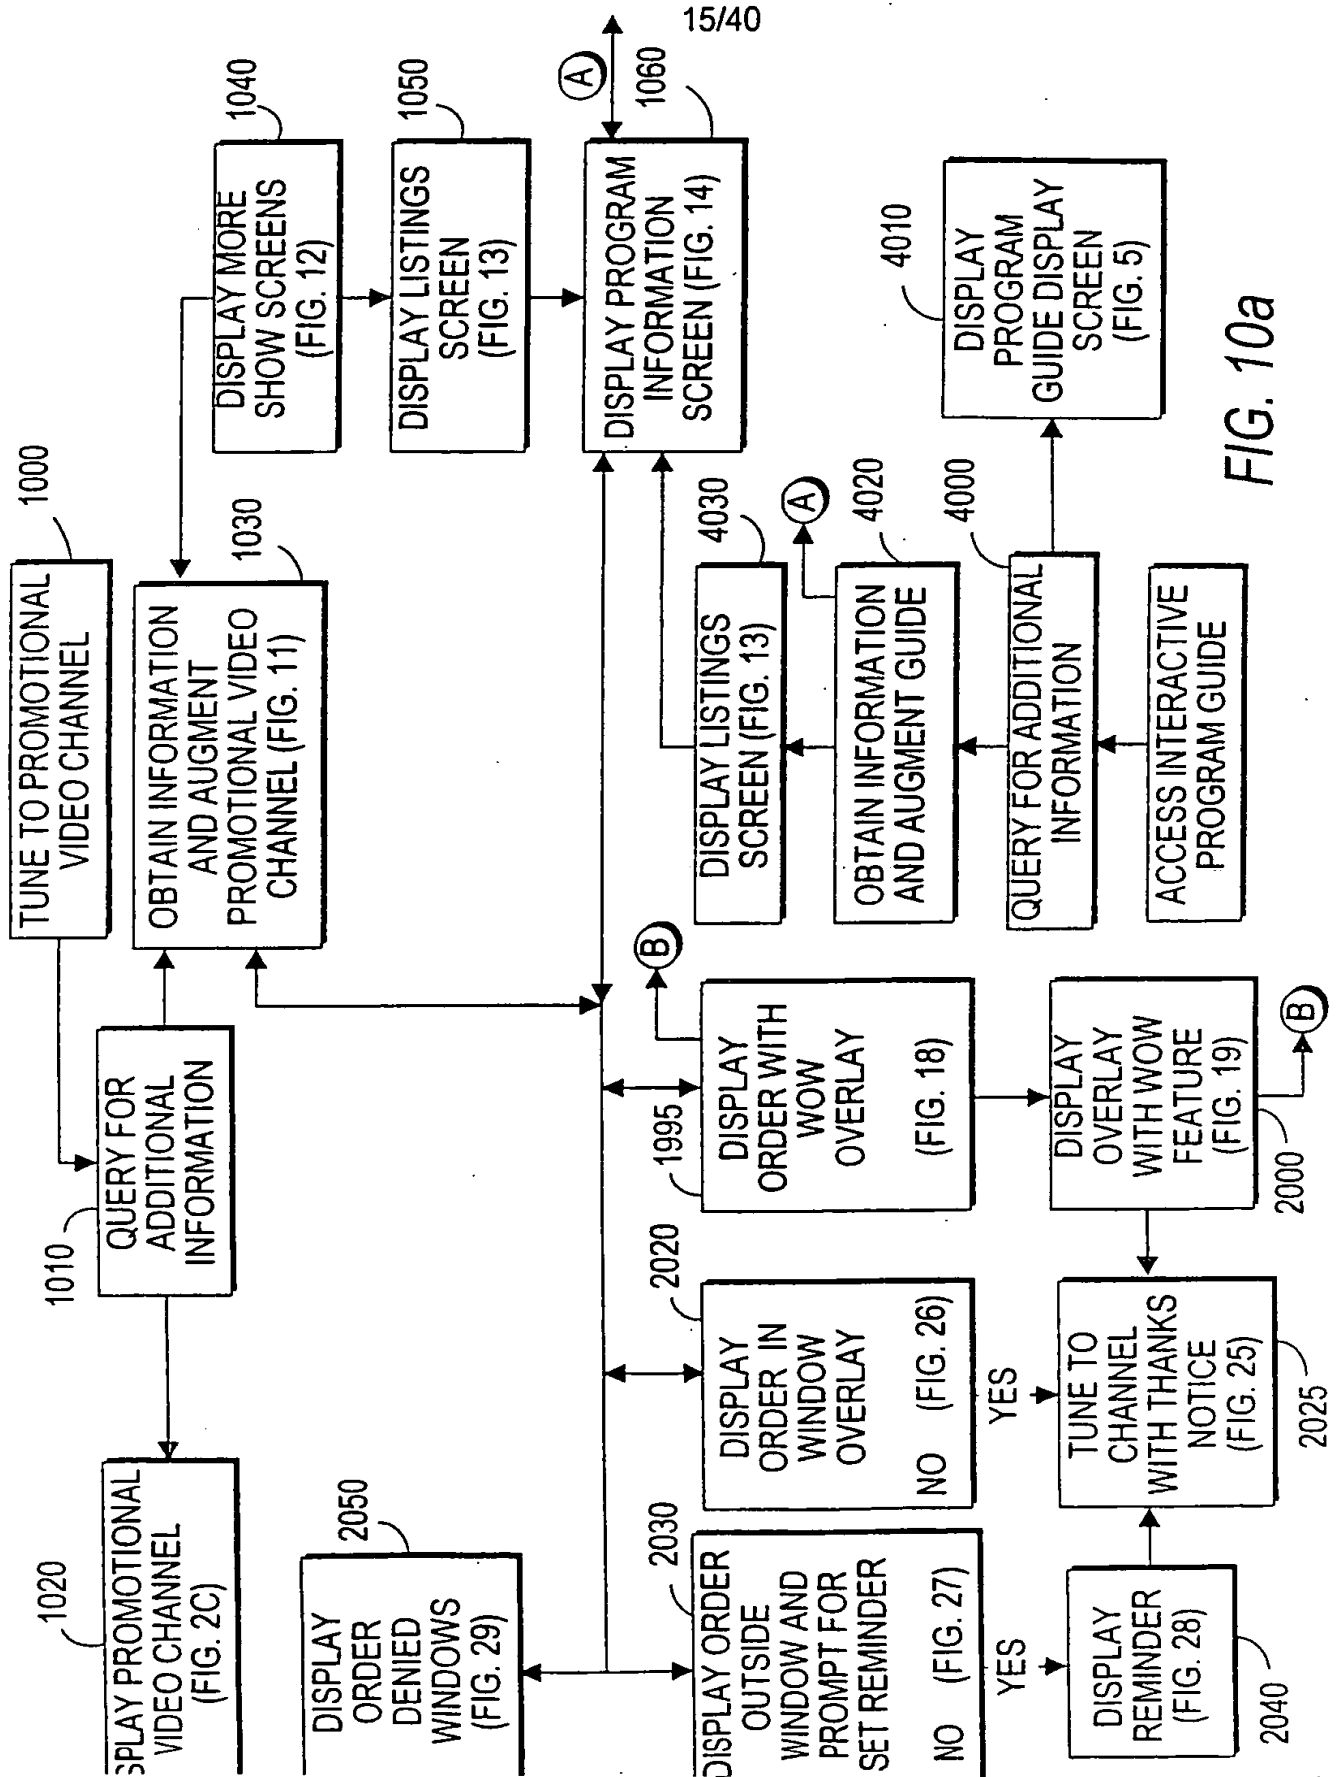 15/40
1000
TUNE TO PROMOTIONAL
VIDEO CHANNEL
1010
QUERY FOR
ADDITIONAL
INFORMATION
1020
SPLAY PROMOTIONAL
VIDEO CHANNEL
(FIG. 2C)
1030
OBTAIN INFORMATION
AND AUGMENT
PROMOTIONAL VIDEO
CHANNEL (FIG. 11)
1040
DISPLAY MORE
SHOW SCREENS
(FIG. 12)
1050
DISPLAY LISTINGS
SCREEN
(FIG. 13)
A
1060
DISPLAY PROGRAM
INFORMATION
SCREEN (FIG. 14)
2050
DISPLAY
ORDER
DENIED
WINDOWS
(FIG. 29)
2030
DISPLAY ORDER
OUTSIDE
WINDOW AND
PROMPT FOR
SET REMINDER
NO (FIG. 27)
YES
DISPLAY
REMINDER
(FIG. 28)
2040
2020
DISPLAY
ORDER IN
WINDOW
OVERLAY
NO (FIG. 26)
YES
TUNE TO
CHANNEL
WITH THANKS
NOTICE
(FIG. 25)
2025
B
1995
DISPLAY
ORDER WITH
WOW
OVERLAY
(FIG. 18)
DISPLAY
OVERLAY
WITH WOW
FEATURE
(FIG. 19)
2000
B
4030
DISPLAY LISTINGS
SCREEN (FIG. 13)
A
4020
OBTAIN INFORMATION
AND AUGMENT GUIDE
4000
QUERY FOR ADDITIONAL
INFORMATION
ACCESS INTERACTIVE
PROGRAM GUIDE
4010
DISPLAY
PROGRAM
GUIDE DISPLAY
SCREEN
(FIG. 5)
FIG. 10a